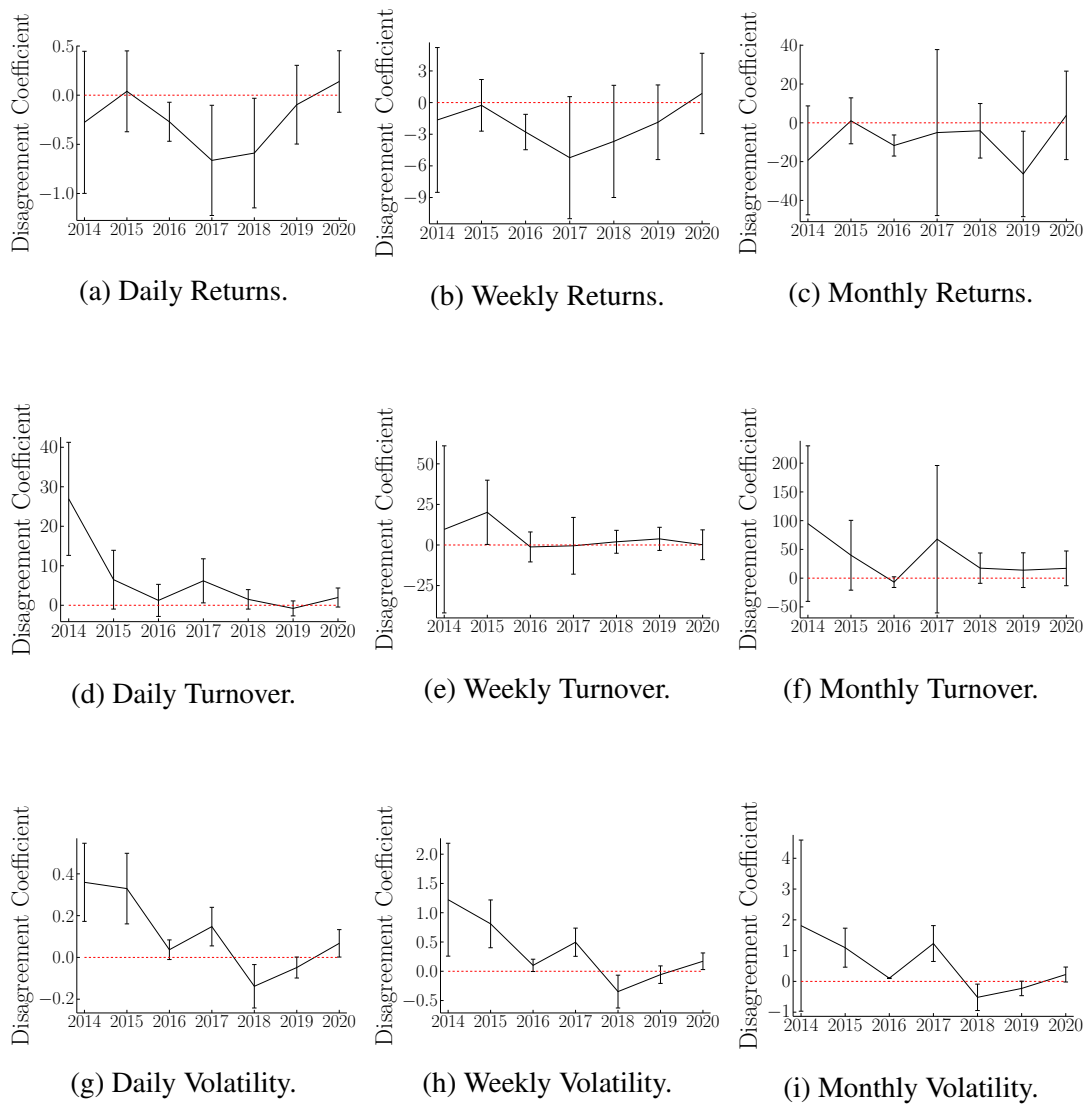 Disagreement Coefficient
0.5
0.0
−0.5
−1.0
2014 2015 2016 2017 2018 2019 2020
(a) Daily Returns.
Disagreement Coefficient
3
0
−3
−6
−9
2014 2015 2016 2017 2018 2019 2020
(b) Weekly Returns.
Disagreement Coefficient
40
20
0
−20
−40
2014 2015 2016 2017 2018 2019 2020
(c) Monthly Returns.
Disagreement Coefficient
40
30
20
10
0
2014 2015 2016 2017 2018 2019 2020
(d) Daily Turnover.
Disagreement Coefficient
50
25
0
−25
2014 2015 2016 2017 2018 2019 2020
(e) Weekly Turnover.
Disagreement Coefficient
200
150
100
50
0
−50
2014 2015 2016 2017 2018 2019 2020
(f) Monthly Turnover.
Disagreement Coefficient
0.4
0.2
0.0
−0.2
2014 2015 2016 2017 2018 2019 2020
(g) Daily Volatility.
Disagreement Coefficient
2.0
1.5
1.0
0.5
0.0
−0.5
2014 2015 2016 2017 2018 2019 2020
(h) Weekly Volatility.
Disagreement Coefficient
4
3
2
1
0
−1
2014 2015 2016 2017 2018 2019 2020
(i) Monthly Volatility.